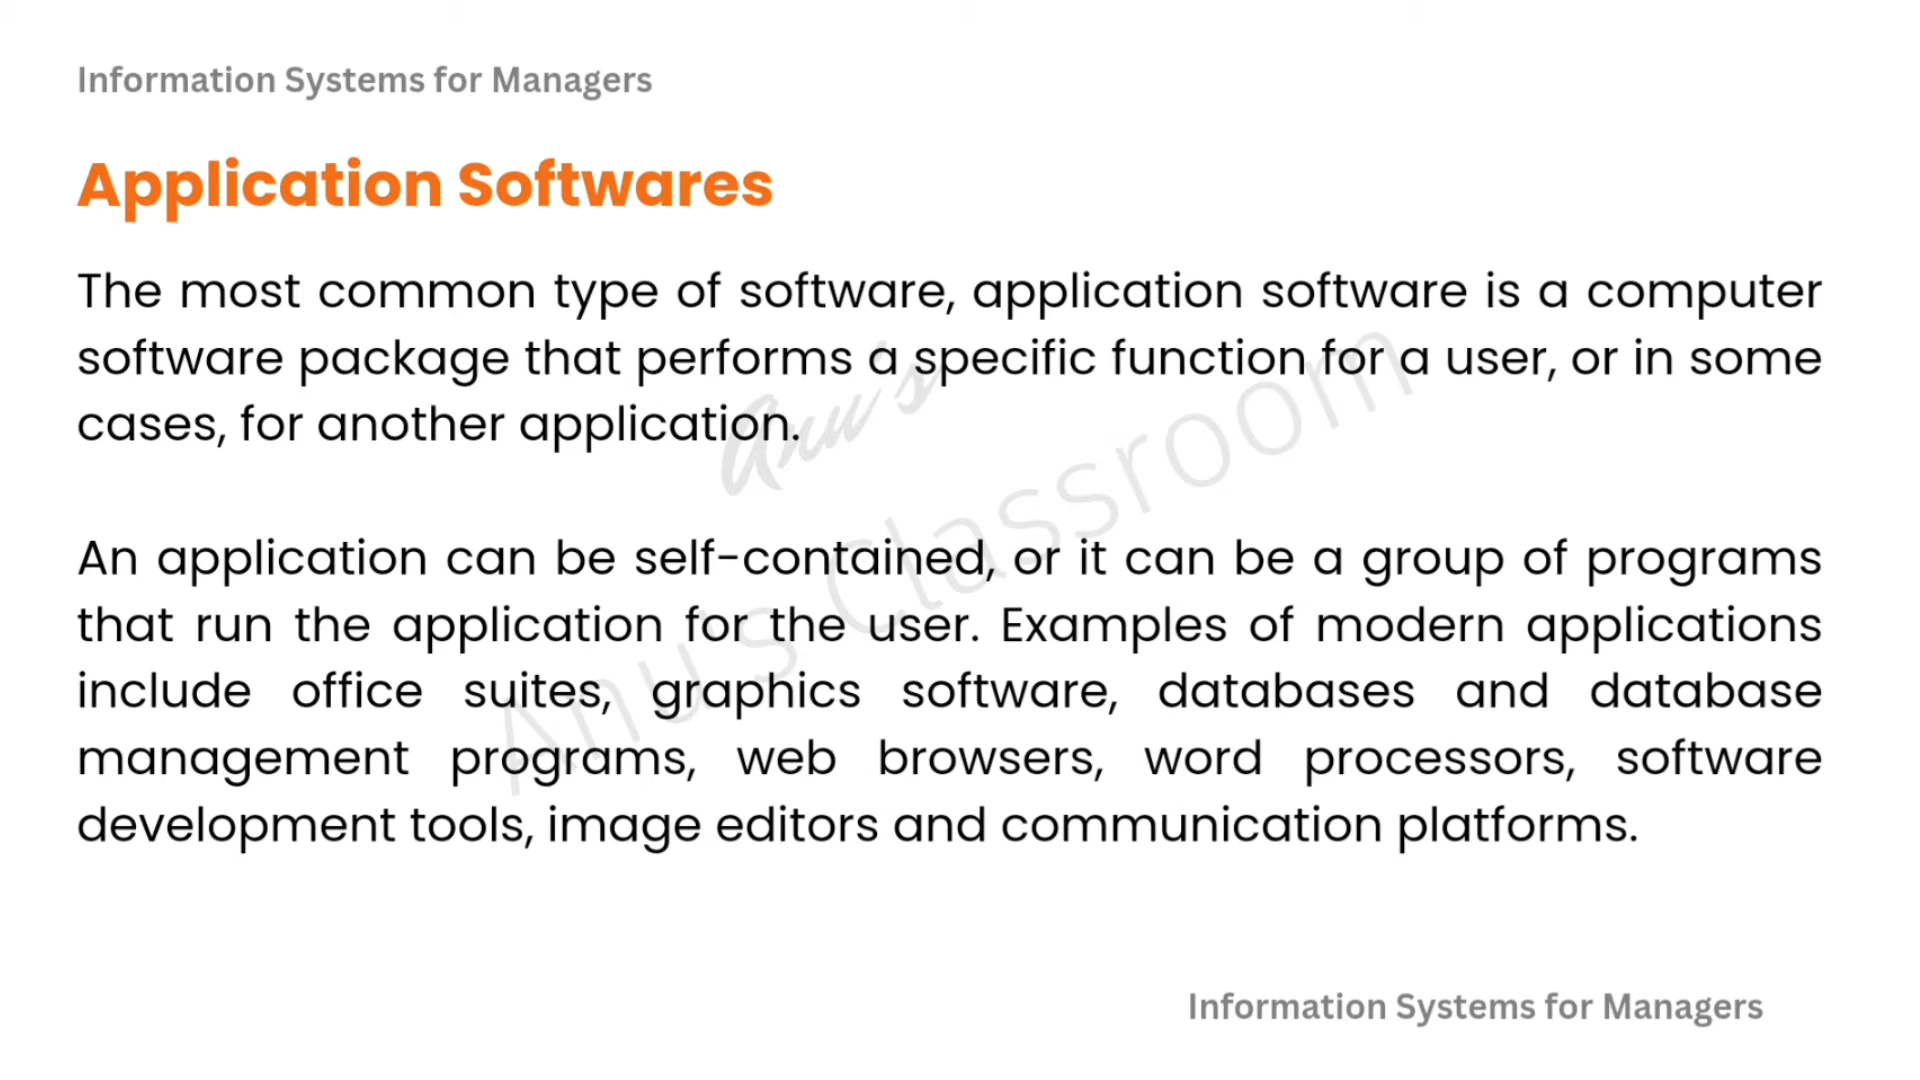 Information Systems for Managers
Application Softwares
The most common type of software, application software is a computer
software package that performs a specific function for a user, or in some
cases, for another application.
An application can be self-contained, or it can be a group of programs
that run the application for the user. Examples of modern applications
include office suites, graphics software, databases and database
management programs, web browsers, word processors, software
development tools, image editors and communication platforms.
Anu's
Anu's Classroom
Information Systems for Managers